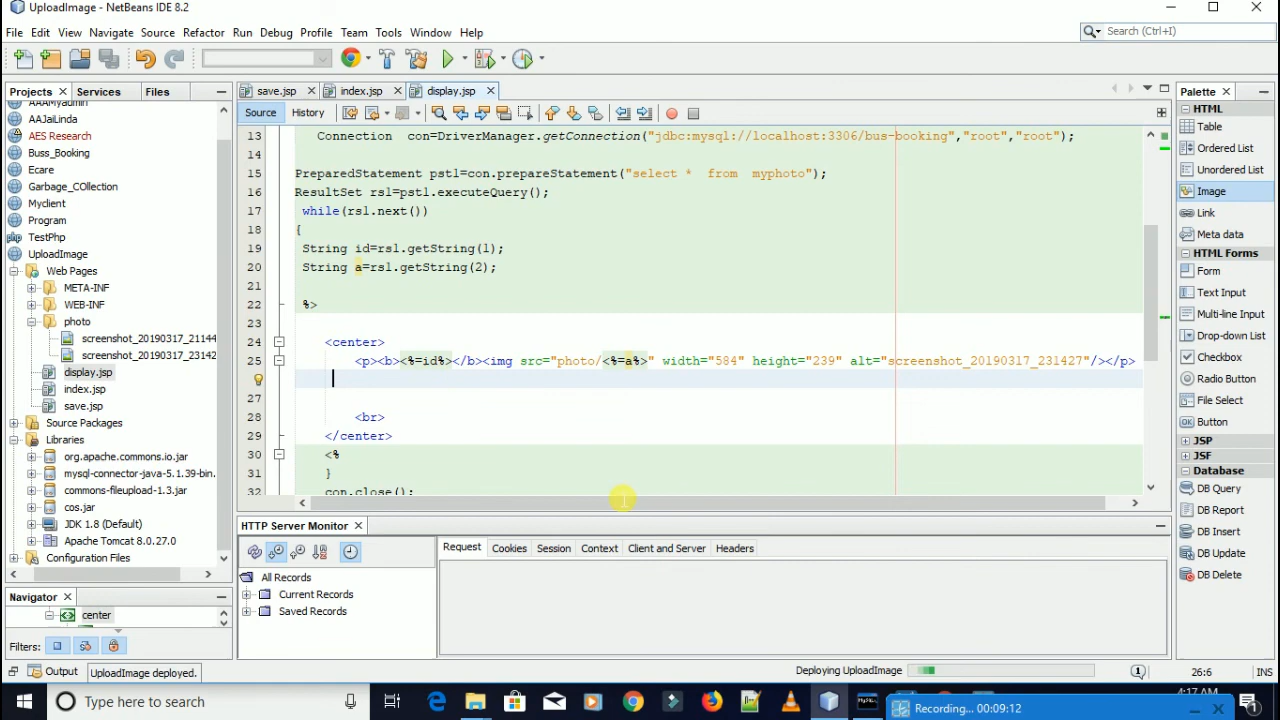 UploadImage - NetBeans IDE 8.2
File Edit View Navigate Source Refactor Run Debug Profile Team Tools Window Help
Search (Ctrl+I)
Projects Services Files
save.jsp index.jsp display.jsp
Palette
Source History
AAAMyadmin
AAJaiLinda
AES Research
Buss_Booking
Ecare
Garbage_COllection
Myclient
Program
TestPhp
UploadImage
Web Pages
META-INF
WEB-INF
photo
screenshot_20190317_21144
screenshot_20190317_23142
display.jsp
index.jsp
save.jsp
Source Packages
Libraries
org.apache.commons.io.jar
mysql-connector-java-5.1.39-bin.
commons-fileupload-1.3.jar
cos.jar
JDK 1.8 (Default)
Apache Tomcat 8.0.27.0
Configuration Files
13 Connection con=DriverManager.getConnection("jdbc:mysql://localhost:3306/bus-booking","root","root");
14
15 PreparedStatement pst1=con.prepareStatement("select * from myphoto");
16 ResultSet rs1=pst1.executeQuery();
17 while(rs1.next())
18 {
19 String id=rs1.getString(1);
20 String a=rs1.getString(2);
21
22 %>
23
24 <center>
25 <p><b><%=id%></b><img src="photo/<%=a%>" width="584" height="239" alt="screenshot_20190317_231427"/></p>
27
28 <br>
29 </center>
30 <%
31 }
32 con.close();
HTML
Table
Ordered List
Unordered List
Image
Link
Meta data
HTML Forms
Form
Text Input
Multi-line Input
Drop-down List
Checkbox
Radio Button
File Select
Button
JSP
JSF
Database
DB Query
DB Report
DB Insert
DB Update
DB Delete
HTTP Server Monitor
Request Cookies Session Context Client and Server Headers
All Records
Current Records
Saved Records
Navigator
center
Filters:
Output
UploadImage deployed.
Deploying UploadImage
1
26:6
INS
Type here to search
4:17 AM
Recording... 00:09:12
1